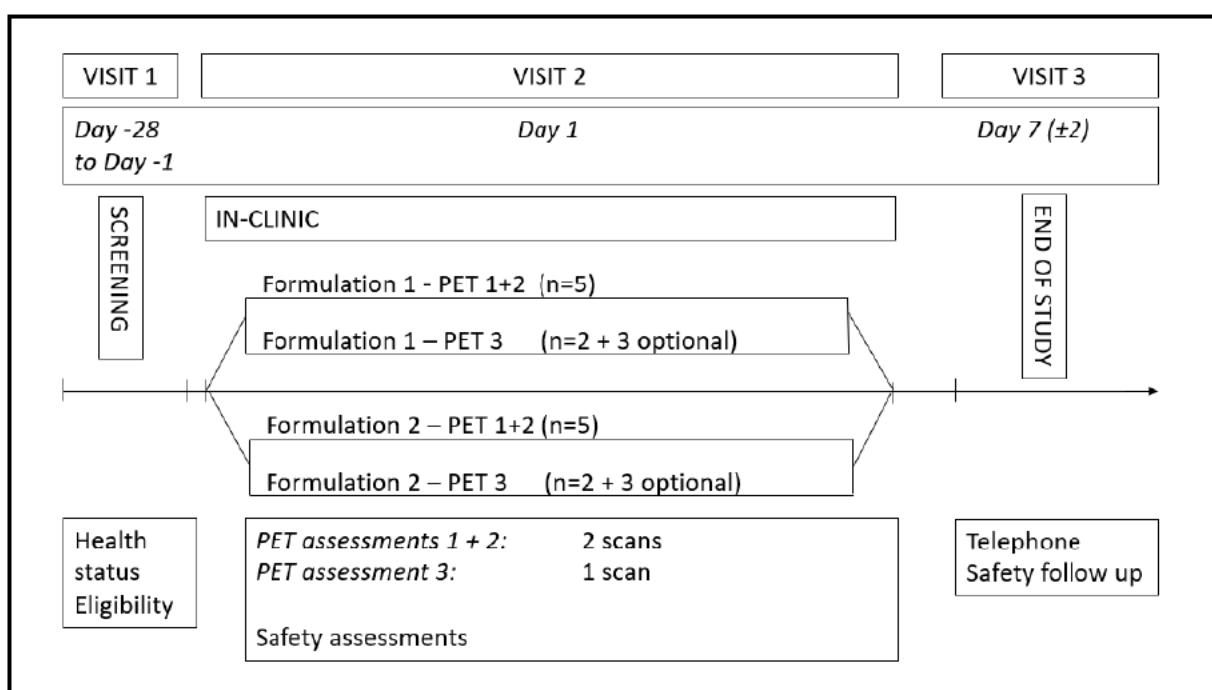 VISIT 1
VISIT 2
VISIT 3
Day -28
to Day -1
Day 1
Day 7 (±2)
SCREENING
IN-CLINIC
END OF STUDY
Formulation 1 - PET 1+2 (n=5)
Formulation 1 – PET 3 (n=2 + 3 optional)
Formulation 2 – PET 1+2 (n=5)
Formulation 2 – PET 3 (n=2 + 3 optional)
Health
status
Eligibility
PET assessments 1 + 2: 2 scans
PET assessment 3: 1 scan
Safety assessments
Telephone
Safety follow up